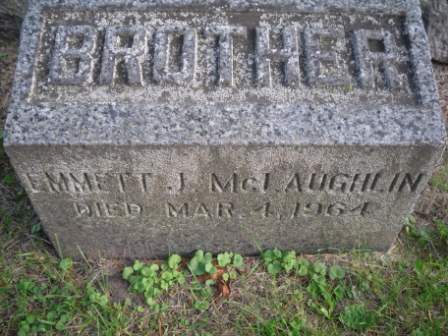 BROTHER
EMMETT J. McLAUGHLIN
DIED MAR. 4, 1964